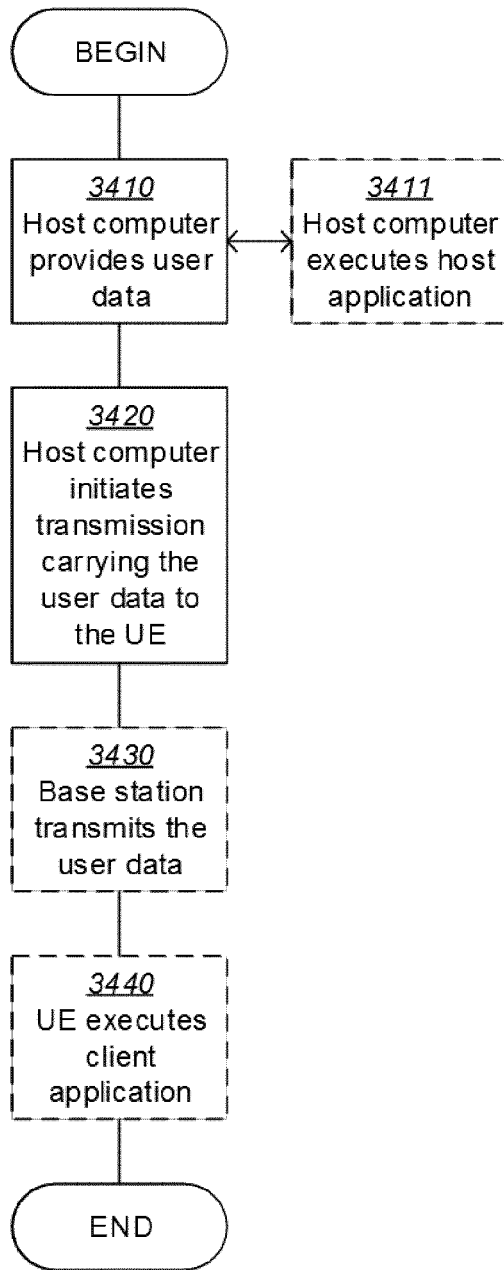 BEGIN
3410
Host computer
provides user
data
3411
Host computer
executes host
application
3420
Host computer
initiates
transmission
carrying the
user data to
the UE
3430
Base station
transmits the
user data
3440
UE executes
client
application
END